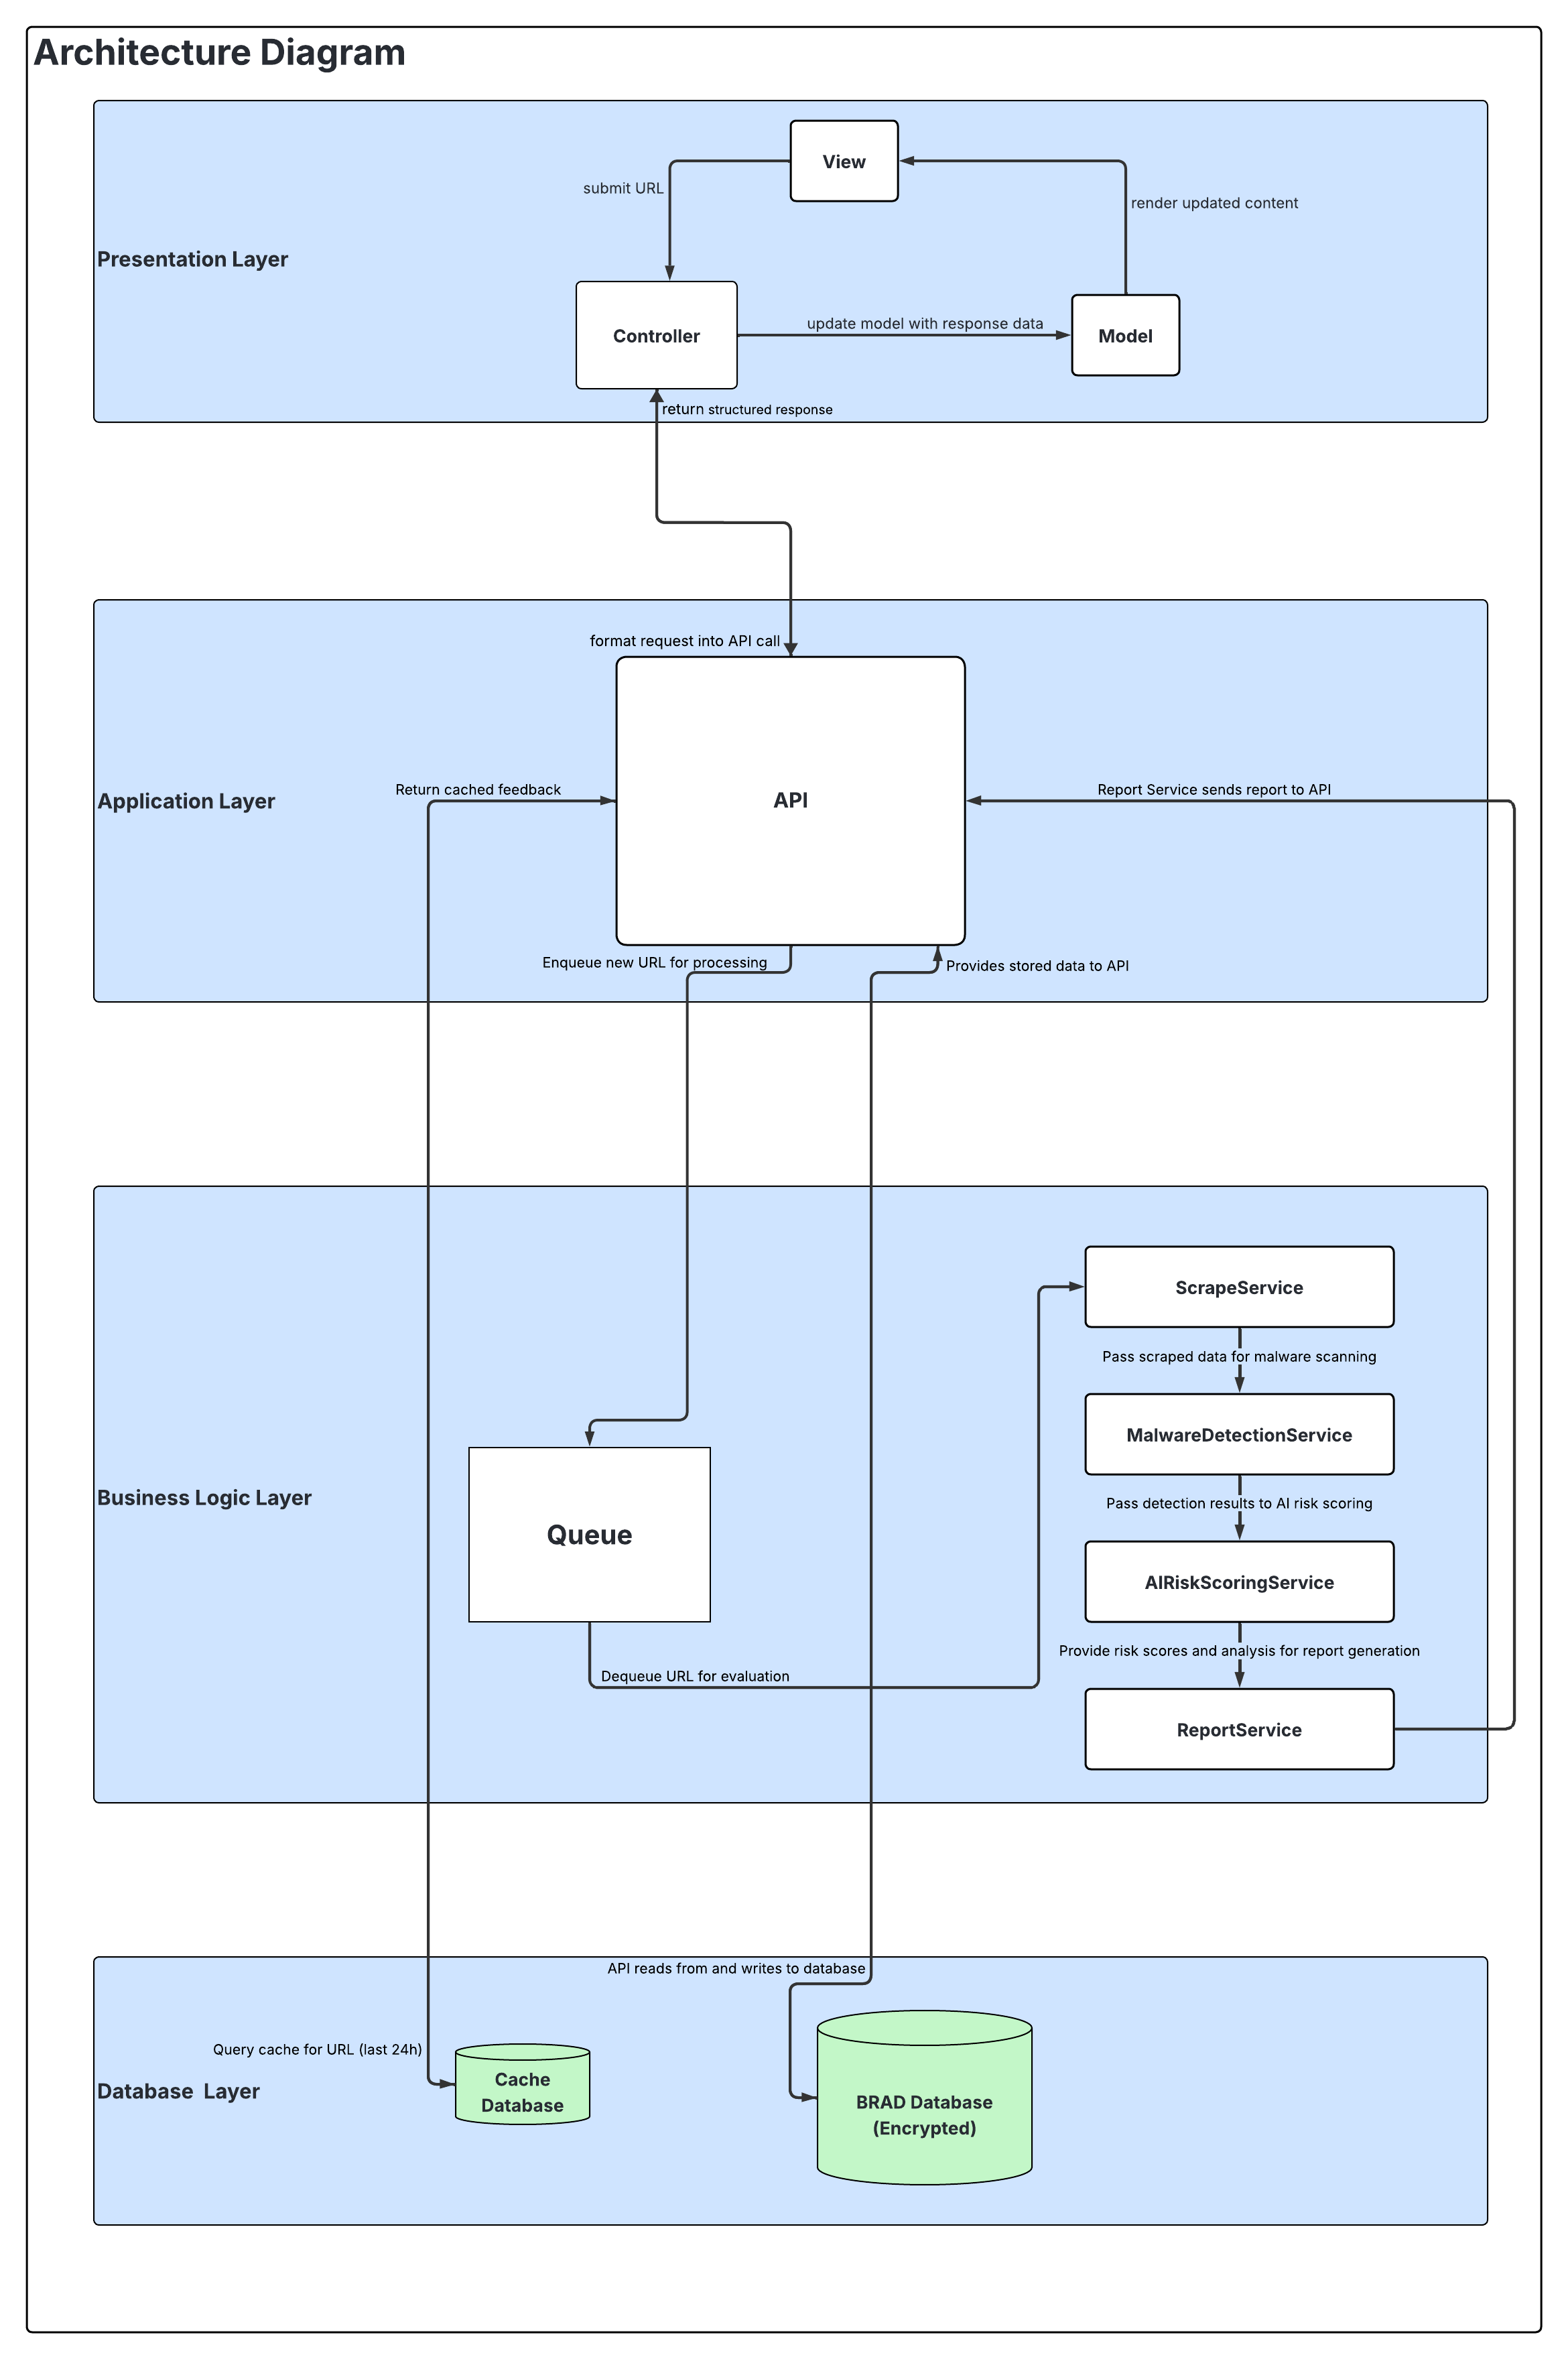 Architecture Diagram
View
submit URL
render updated content
Presentation Layer
Controller
update model with response data
Model
return structured response
format request into API call
Return cached feedback
API
Report Service sends report to API
Application Layer
Enqueue new URL for processing
Provides stored data to API
ScrapeService
Pass scraped data for malware scanning
MalwareDetectionService
Business Logic Layer
Pass detection results to AI risk scoring
Queue
AIRiskScoringService
Provide risk scores and analysis for report generation
Dequeue URL for evaluation
ReportService
API reads from and writes to database
Query cache for URL (last 24h)
Database Layer
Cache
Database
BRAD Database
(Encrypted)